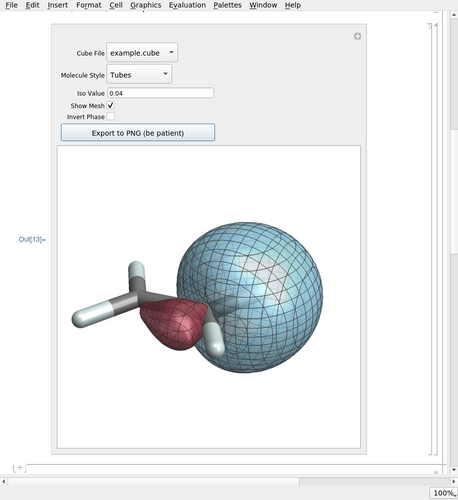 File Edit Insert Format Cell Graphics Evaluation Palettes Window Help
Cube File example.cube
Molecule Style Tubes
Iso Value 0.04
Show Mesh
Invert Phase
Export to PNG (be patient)
Out[13]=
100%